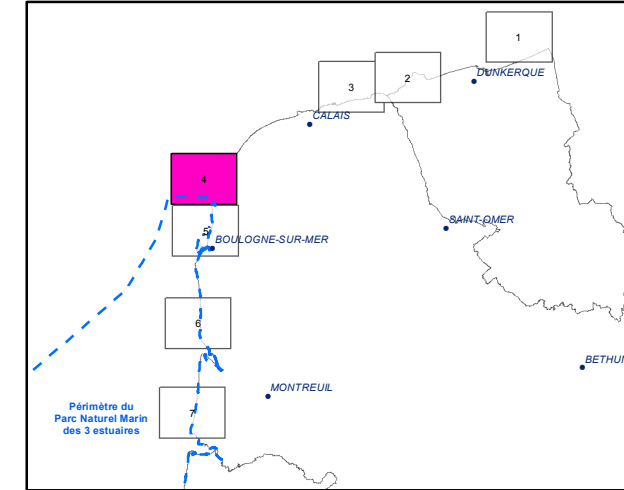 1
2
DUNKERQUE
3
CALAIS
4
SAINT-OMER
5
BOULOGNE-SUR-MER
6
BETHUN
MONTREUIL
7
Périmètre du
Parc Naturel Marin
des 3 estuaires